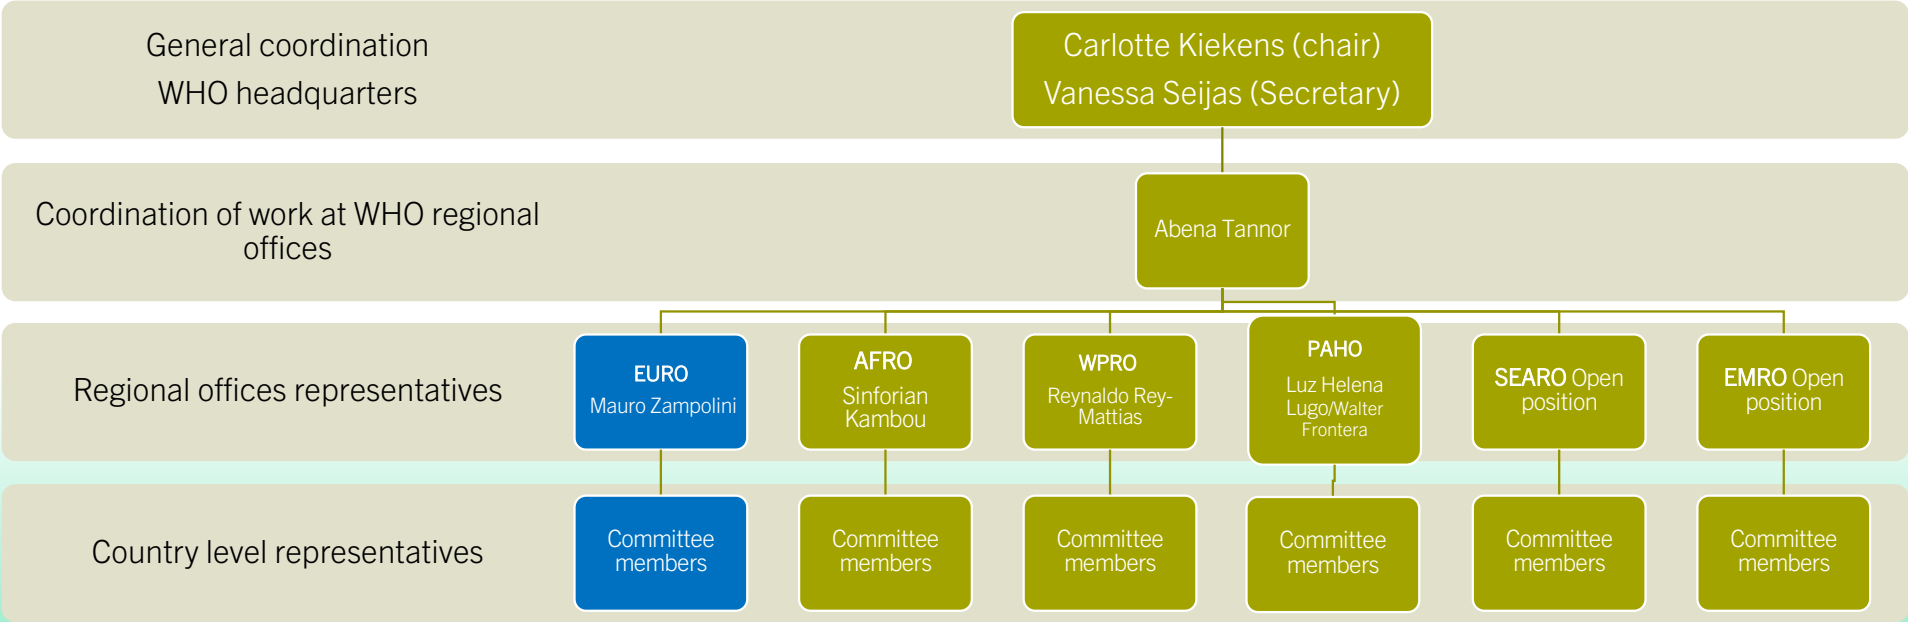 General coordination
WHO headquarters
Carlotte Kiekens (chair)
Vanessa Seijas (Secretary)
Coordination of work at WHO regional
offices
Abena Tannor
Regional offices representatives
EURO
Mauro Zampolini
AFRO
Sinforian
Kambou
WPRO
Reynaldo Rey-
Mattias
PAHO
Luz Helena
Lugo/Walter
Frontera
SEARO Open
position
EMRO Open
position
Country level representatives
Committee
members
Committee
members
Committee
members
Committee
members
Committee
members
Committee
members